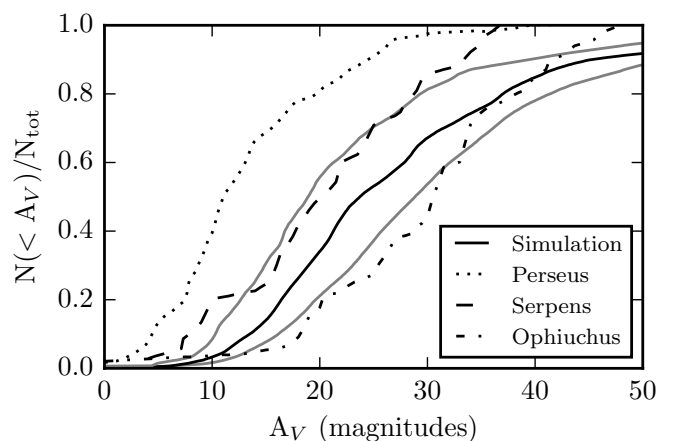 1.0
0.8
0.6
0.4
0.2
0.0
N(< A_V)/N_tot
Simulation
Perseus
Serpens
Ophiuchus
0 10 20 30 40 50
A_V (magnitudes)